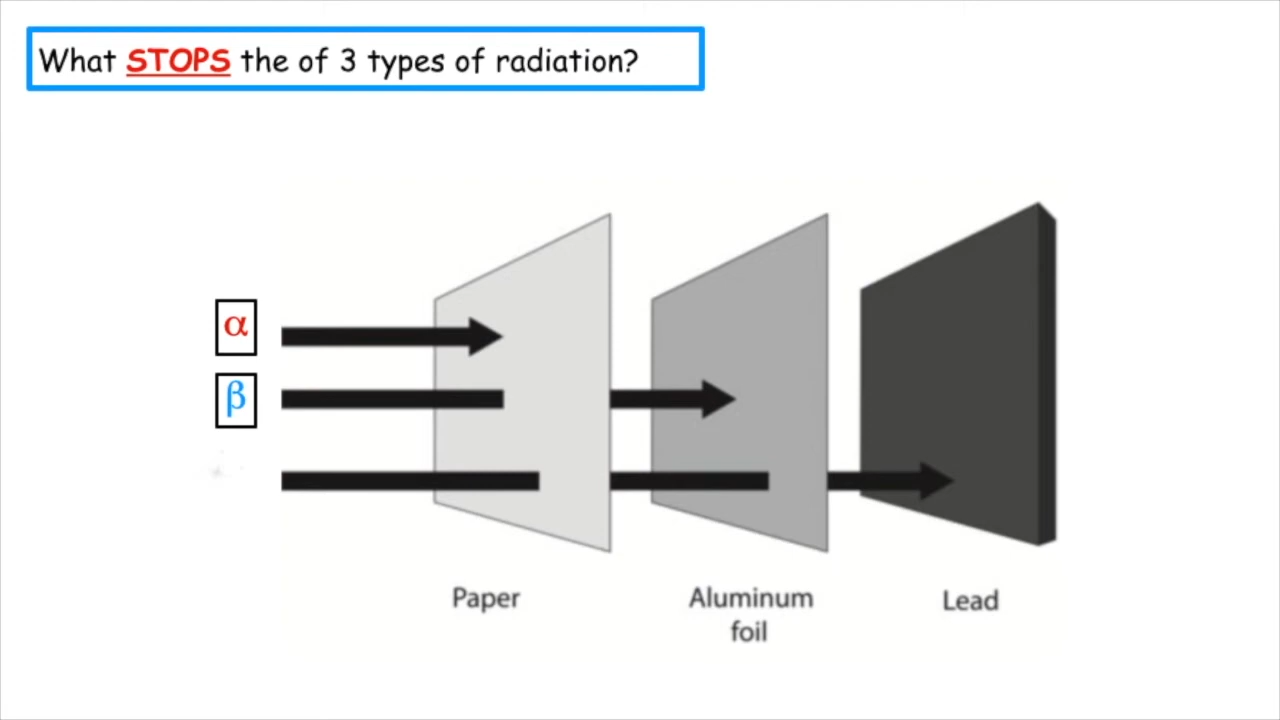 What STOPS the of 3 types of radiation?
α
β
Paper
Aluminum
foil
Lead